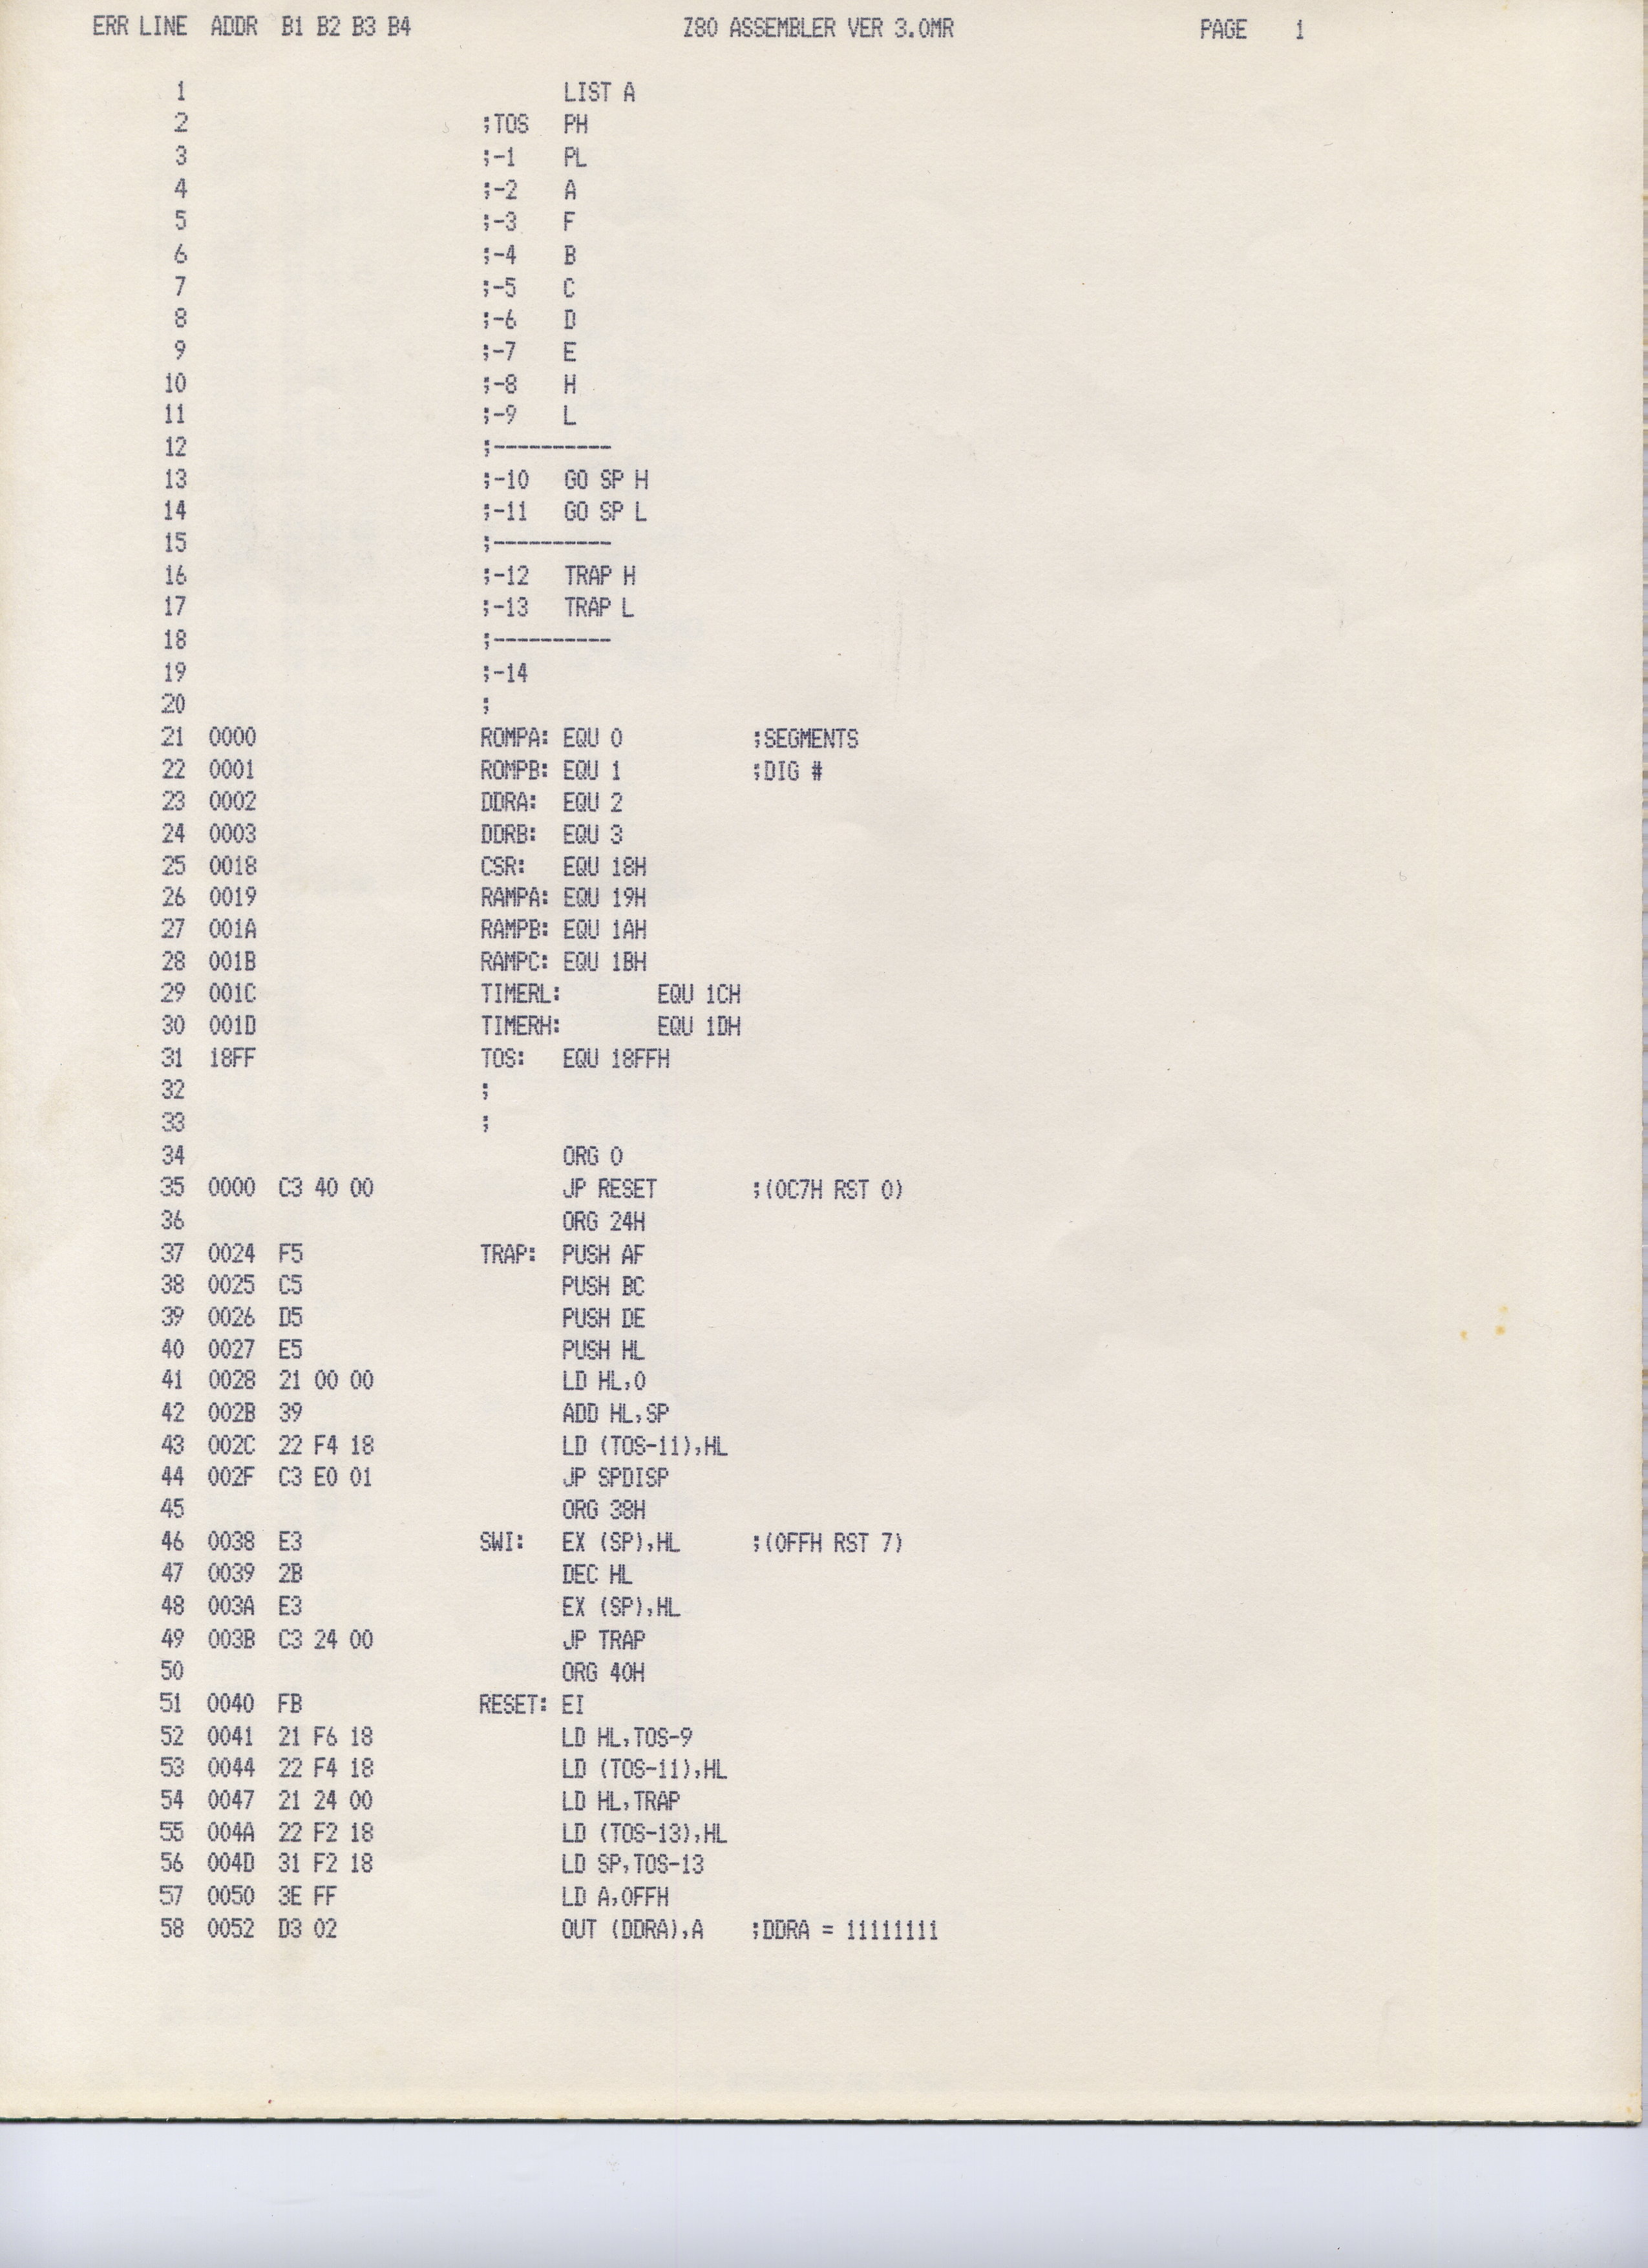 ERR LINE  ADDR  B1 B2 B3 B4                       Z80 ASSEMBLER VER 3.0MR                     PAGE    1
1                                LIST A
2                         ;TOS   PH
3                         ;-1    PL
4                         ;-2    A
5                         ;-3    F
6                         ;-4    B
7                         ;-5    C
8                         ;-6    D
9                         ;-7    E
10                        ;-8    H
11                        ;-9    L
12                        ;----------
13                        ;-10   GO SP H
14                        ;-11   GO SP L
15                        ;----------
16                        ;-12   TRAP H
17                        ;-13   TRAP L
18                        ;----------
19                        ;-14
20                        ;
21  0000                  ROMPA: EQU 0           ;SEGMENTS
22  0001                  ROMPB: EQU 1           ;DIG #
23  0002                  DDRA:  EQU 2
24  0003                  DDRB:  EQU 3
25  0018                  CSR:   EQU 18H
26  0019                  RAMPA: EQU 19H
27  001A                  RAMPB: EQU 1AH
28  001B                  RAMPC: EQU 1BH
29  001C                  TIMERL:        EQU 1CH
30  001D                  TIMERH:        EQU 1DH
31  18FF                  TOS:   EQU 18FFH
32                        ;
33                        ;
34                               ORG 0
35  0000  C3 40 00               JP RESET        ;(0C7H RST 0)
36                               ORG 24H
37  0024  F5              TRAP:  PUSH AF
38  0025  C5                     PUSH BC
39  0026  D5                     PUSH DE
40  0027  E5                     PUSH HL
41  0028  21 00 00               LD HL,0
42  002B  39                     ADD HL,SP
43  002C  22 F4 18               LD (TOS-11),HL
44  002F  C3 E0 01               JP SPDISP
45                               ORG 38H
46  0038  E3              SWI:   EX (SP),HL      ;(0FFH RST 7)
47  0039  2B                     DEC HL
48  003A  E3                     EX (SP),HL
49  003B  C3 24 00               JP TRAP
50                               ORG 40H
51  0040  FB              RESET: EI
52  0041  21 F6 18               LD HL,TOS-9
53  0044  22 F4 18               LD (TOS-11),HL
54  0047  21 24 00               LD HL,TRAP
55  004A  22 F2 18               LD (TOS-13),HL
56  004D  31 F2 18               LD SP,TOS-13
57  0050  3E FF                  LD A,0FFH
58  0052  D3 02                  OUT (DDRA),A    ;DDRA = 11111111